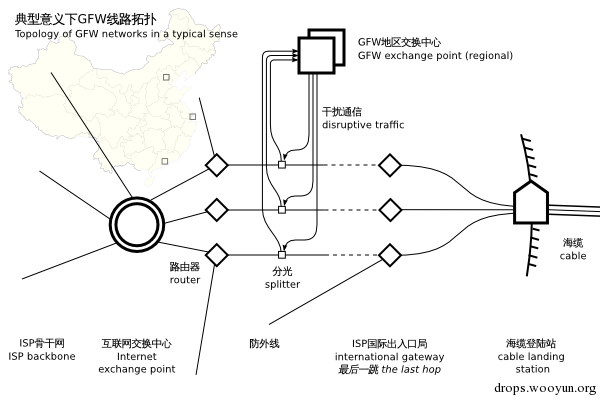 典型意义下GFW线路拓扑
Topology of GFW networks in a typical sense
GFW地区交换中心
GFW exchange point (regional)
干扰通信
disruptive traffic
路由器
router
分光
splitter
海缆
cable
ISP骨干网
ISP backbone
互联网交换中心
Internet
exchange point
防外线
ISP国际出入口局
international gateway
最后一跳 the last hop
海缆登陆站
cable landing
station
drops.wooyun.org